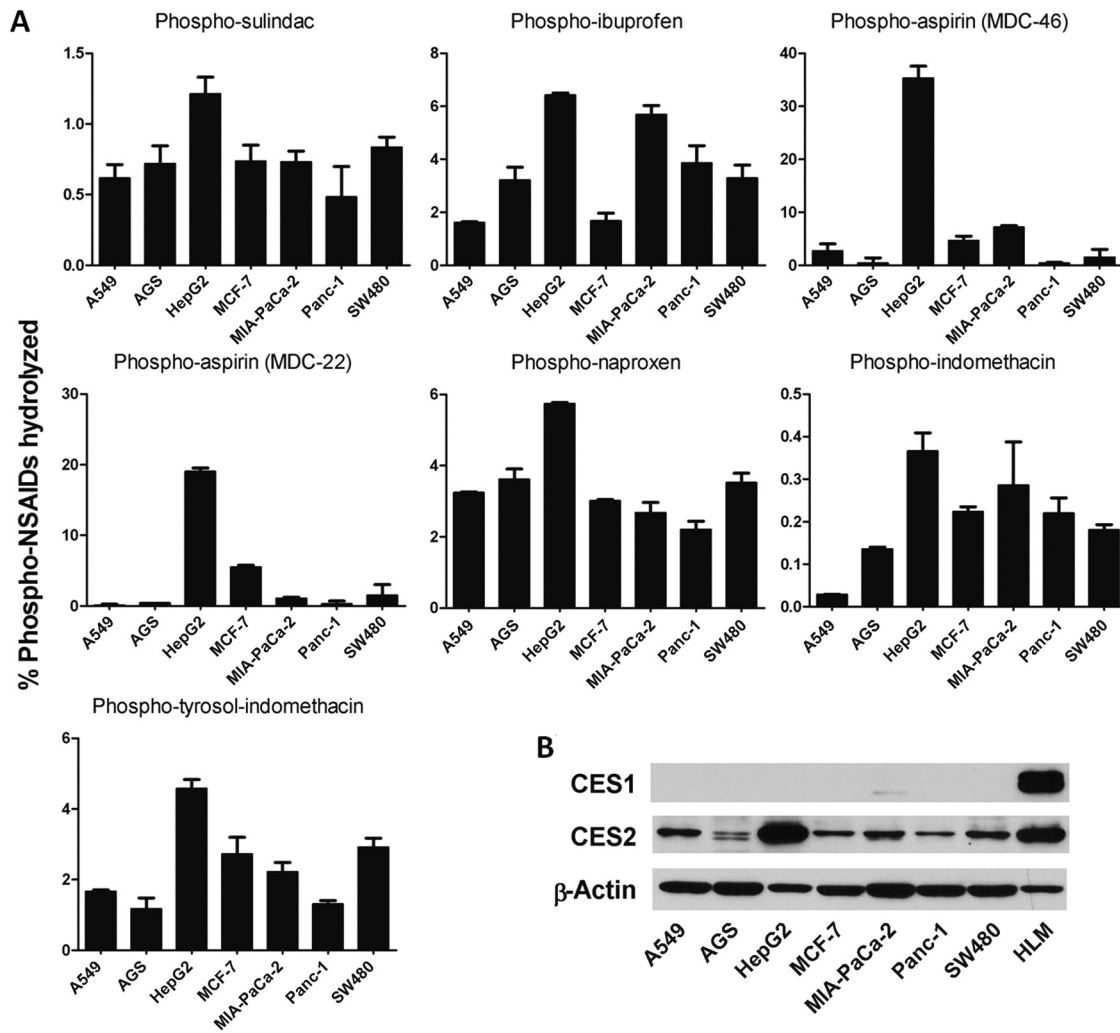 A
Phospho-sulindac
1.5
1.0
0.5
0.0
A549
AGS
HepG2
MCF-7
MIA-PaCa-2
Panc-1
SW480
Phospho-ibuprofen
8
6
4
2
0
A549
AGS
HepG2
MCF-7
MIA-PaCa-2
Panc-1
SW480
Phospho-aspirin (MDC-46)
40
30
20
10
0
A549
AGS
HepG2
MCF-7
MIA-PaCa-2
Panc-1
SW480
% Phospho-NSAIDs hydrolyzed
Phospho-aspirin (MDC-22)
30
20
10
0
A549
AGS
HepG2
MCF-7
MIA-PaCa-2
Panc-1
SW480
Phospho-naproxen
6
4
2
0
A549
AGS
HepG2
MCF-7
MIA-PaCa-2
Panc-1
SW480
Phospho-indomethacin
0.5
0.4
0.3
0.2
0.1
0.0
A549
AGS
HepG2
MCF-7
MIA-PaCa-2
Panc-1
SW480
Phospho-tyrosol-indomethacin
6
4
2
0
A549
AGS
HepG2
MCF-7
MIA-PaCa-2
Panc-1
SW480
B
CES1
CES2
β-Actin
A549
AGS
HepG2
MCF-7
MIA-PaCa-2
Panc-1
SW480
HLM